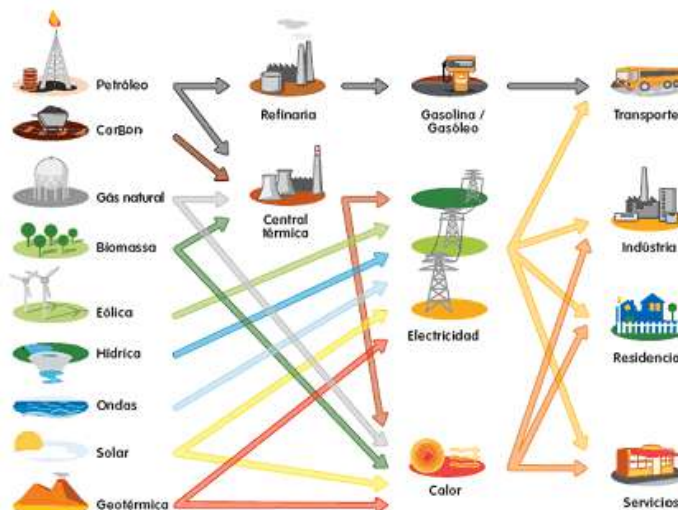 Petróleo
CarBon
Gás natural
Biomassa
Eólica
Hídrica
Ondas
Solar
Geotérmica
Refinaria
Central
térmica
Gasolina /
Gasóleo
Electricidad
Calor
Transporte
Indústria
Residencia
Servicios